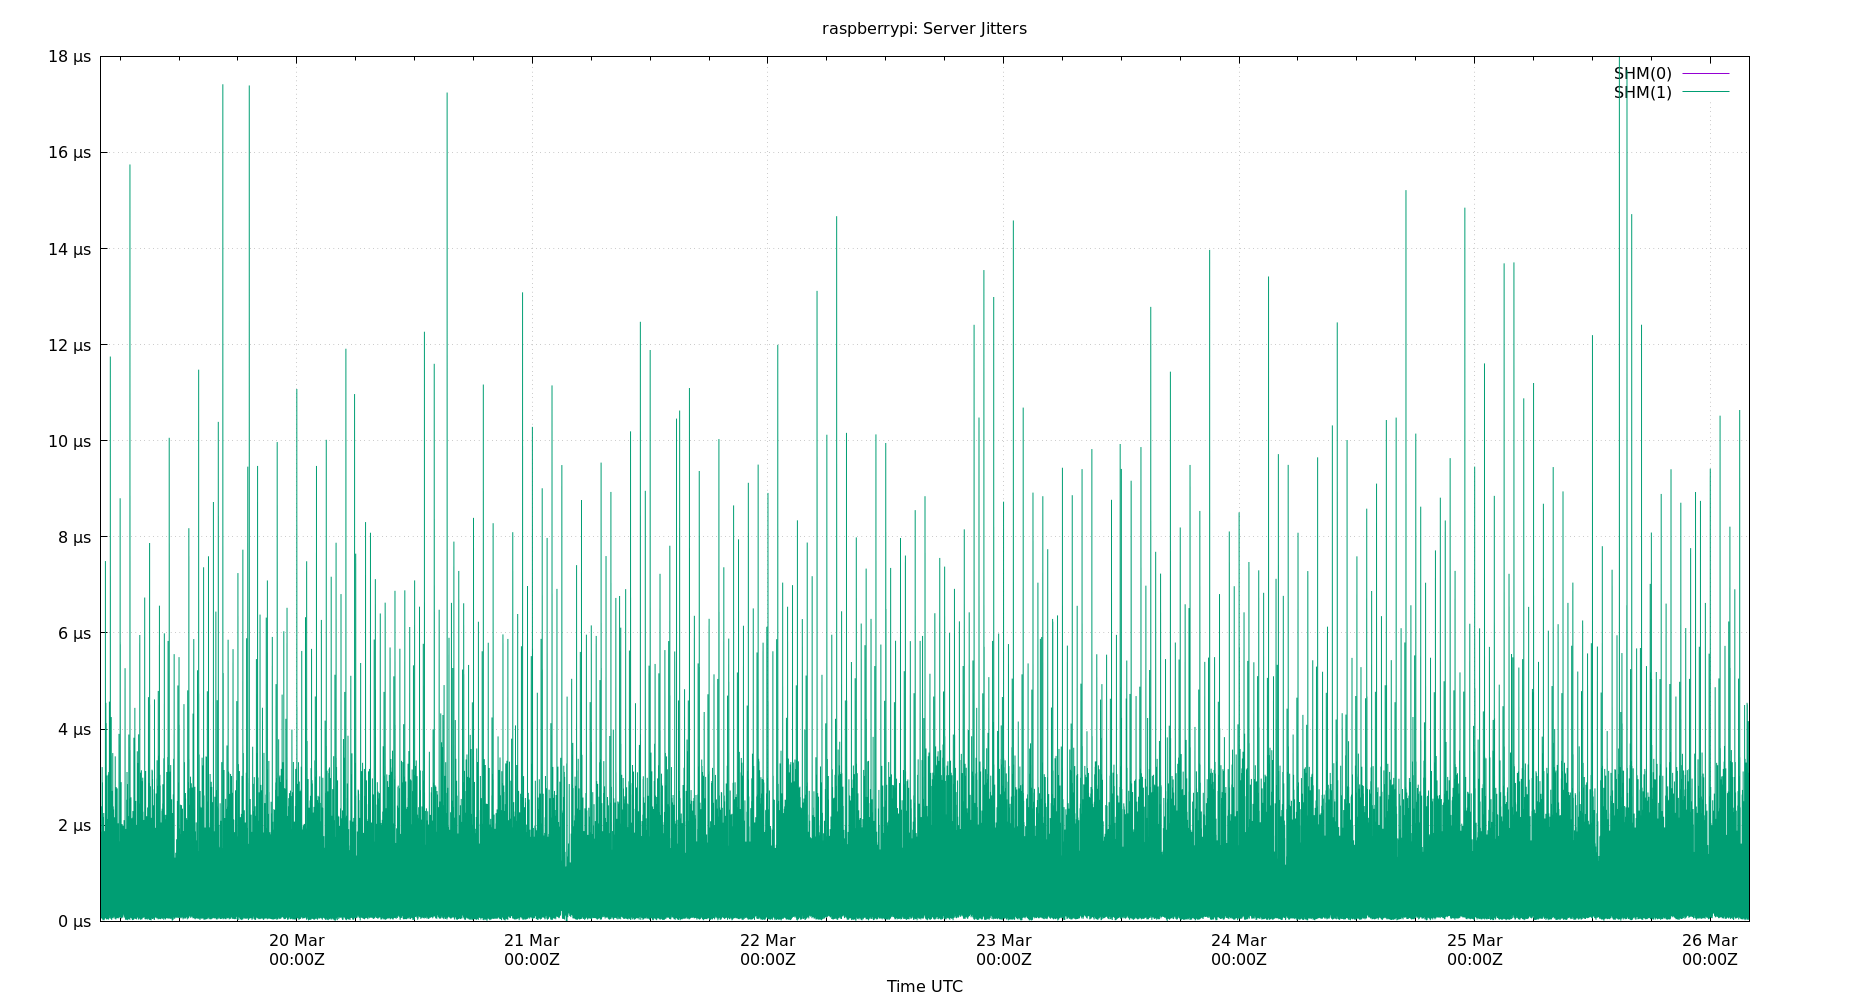 raspberrypi: Server Jitters
18 µs
SHM(0)
SHM(1)
16 µs
14 µs
12 µs
10 µs
8 µs
6 µs
4 µs
2 µs
0 µs
20 Mar 21 Mar 22 Mar 23 Mar 24 Mar 25 Mar 26 Mar
00:00Z 00:00Z 00:00Z 00:00Z 00:00Z 00:00Z 00:00Z
Time UTC